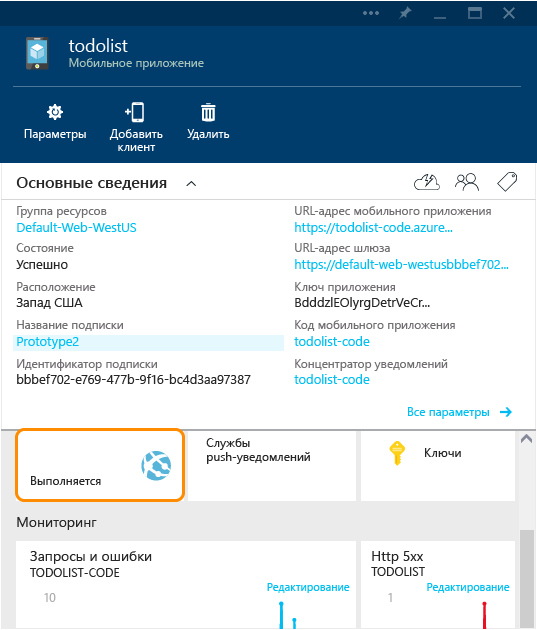 todolist
Мобильное приложение
Параметры
Добавить
клиент
Удалить
Основные сведения
Группа ресурсов
Default-Web-WestUS
Состояние
Успешно
Расположение
Запад США
Название подписки
Prototype2
Идентификатор подписки
bbbef702-e769-477b-9f16-bc4d3aa97387
URL-адрес мобильного приложения
https://todolist-code.azure...
URL-адрес шлюза
https://default-web-westusbbbef702...
Ключ приложения
BdddzlEOlyrgDetrVeCr...
Код мобильного приложения
todolist-code
Концентратор уведомлений
todolist-code
Все параметры
Выполняется
Службы
push-уведомлений
Ключи
Мониторинг
Запросы и ошибки
TODOLIST-CODE
Редактирование
10
Http 5xx
TODOLIST
Редактирование
1